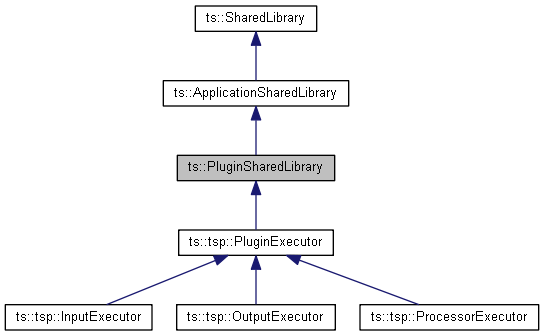 ts::SharedLibrary
ts::ApplicationSharedLibrary
ts::PluginSharedLibrary
ts::tsp::PluginExecutor
ts::tsp::InputExecutor
ts::tsp::OutputExecutor
ts::tsp::ProcessorExecutor